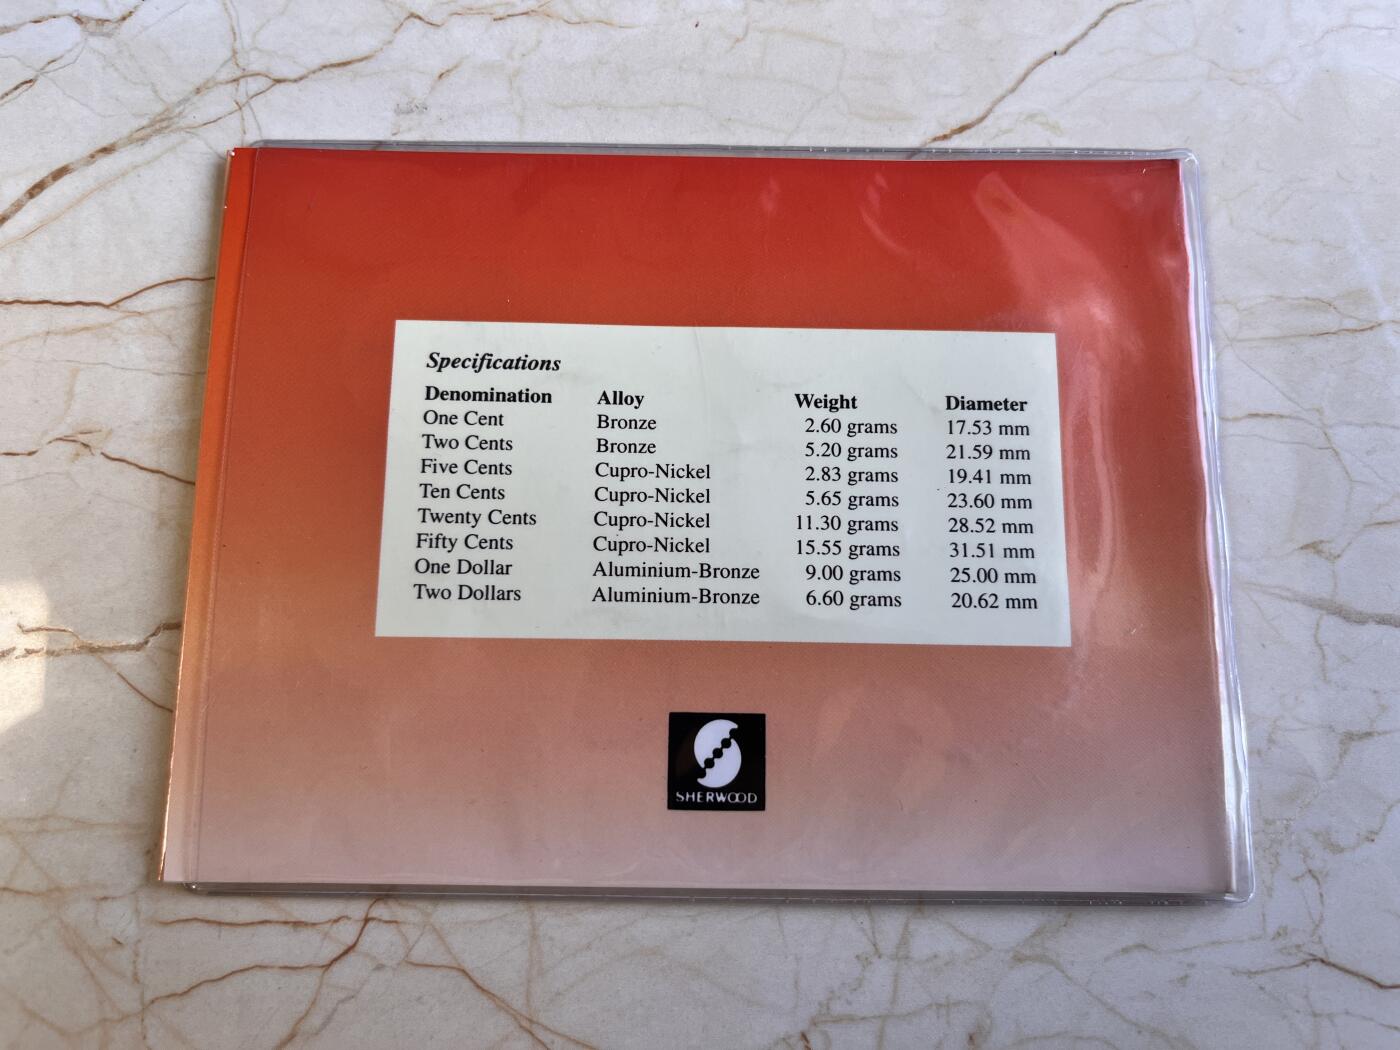 Specifications
Denomination Alloy Weight Diameter
One Cent Bronze 2.60 grams 17.53 mm
Two Cents Bronze 5.20 grams 21.59 mm
Five Cents Cupro-Nickel 2.83 grams 19.41 mm
Ten Cents Cupro-Nickel 5.65 grams 23.60 mm
Twenty Cents Cupro-Nickel 11.30 grams 28.52 mm
Fifty Cents Cupro-Nickel 15.55 grams 31.51 mm
One Dollar Aluminium-Bronze 9.00 grams 25.00 mm
Two Dollars Aluminium-Bronze 6.60 grams 20.62 mm
SHERWOOD